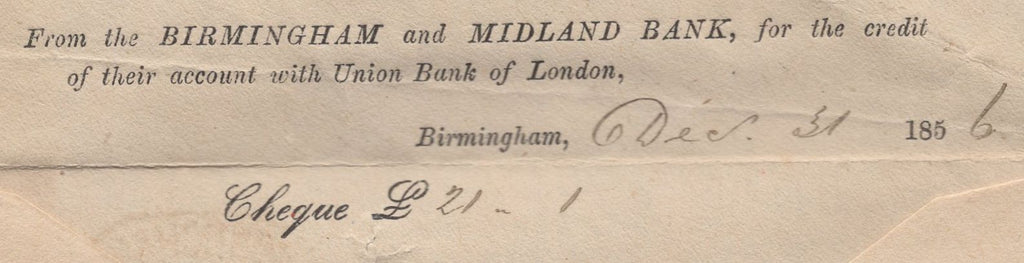 From the BIRMINGHAM and MIDLAND BANK, for the credit
of their account with Union Bank of London,
Birmingham, Dec. 31 1856
Cheque £ 21 - 1